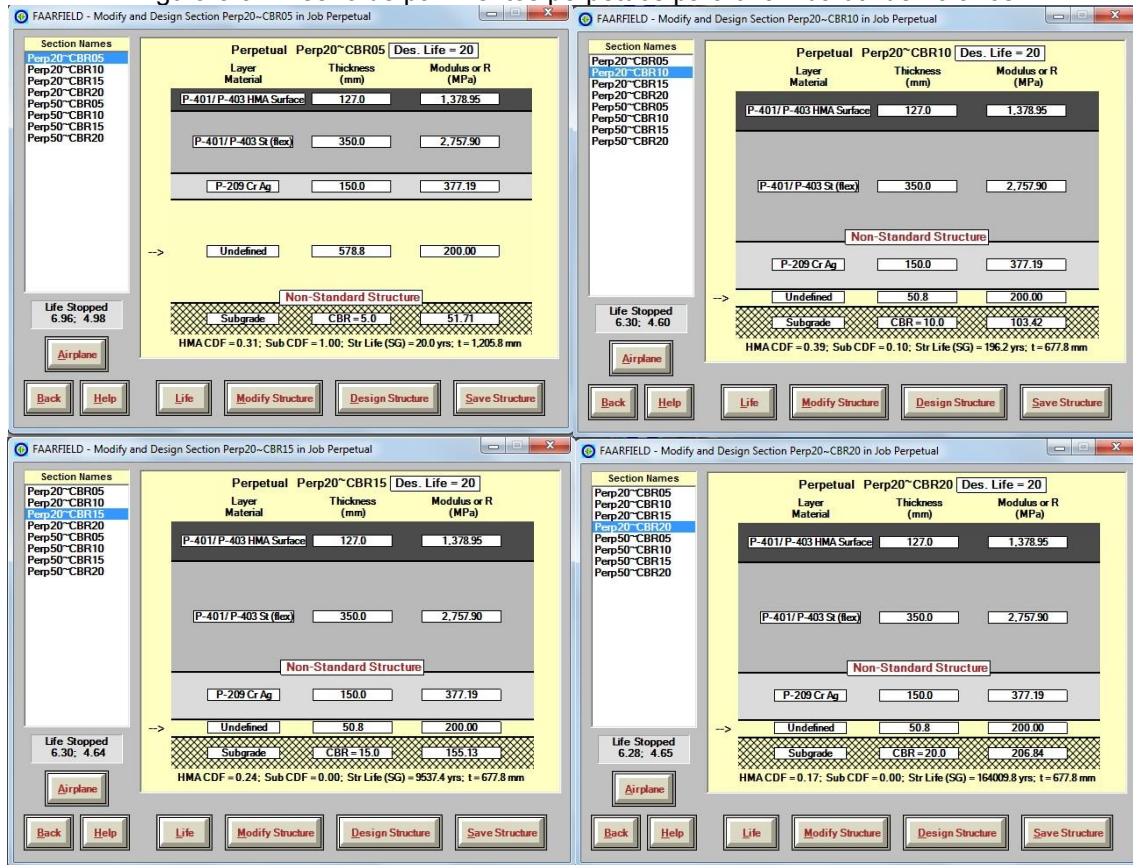 FAARFIELD - Modify and Design Section Perp20~CBR05 in Job Perpetual
Section Names
Perp20~CBR05
Perp20~CBR10
Perp20~CBR15
Perp20~CBR20
Perp50~CBR05
Perp50~CBR10
Perp50~CBR15
Perp50~CBR20
Perpetual Perp20~CBR05 Des. Life = 20
Layer Material Thickness (mm) Modulus or R (MPa)
P-401/ P-403 HMA Surface 127.0 1,378.95
P-401/ P-403 St (flex) 350.0 2,757.90
P-209 Cr Ag 150.0 377.19
--> Undefined 578.8 200.00
Non-Standard Structure
Subgrade CBR = 5.0 51.71
HMA CDF = 0.31; Sub CDF = 1.00; Str Life (SG) = 20.0 yrs; t = 1,205.8 mm
Life Stopped
6.96; 4.98
Airplane
Back Help Life Modify Structure Design Structure Save Structure
FAARFIELD - Modify and Design Section Perp20~CBR10 in Job Perpetual
Section Names
Perp20~CBR05
Perp20~CBR10
Perp20~CBR15
Perp20~CBR20
Perp50~CBR05
Perp50~CBR10
Perp50~CBR15
Perp50~CBR20
Perpetual Perp20~CBR10 Des. Life = 20
Layer Material Thickness (mm) Modulus or R (MPa)
P-401/ P-403 HMA Surface 127.0 1,378.95
P-401/ P-403 St (flex) 350.0 2,757.90
Non-Standard Structure
P-209 Cr Ag 150.0 377.19
--> Undefined 50.8 200.00
Subgrade CBR = 10.0 103.42
HMA CDF = 0.39; Sub CDF = 0.10; Str Life (SG) = 196.2 yrs; t = 677.8 mm
Life Stopped
6.30; 4.60
Airplane
Back Help Life Modify Structure Design Structure Save Structure
FAARFIELD - Modify and Design Section Perp20~CBR15 in Job Perpetual
Section Names
Perp20~CBR05
Perp20~CBR10
Perp20~CBR15
Perp20~CBR20
Perp50~CBR05
Perp50~CBR10
Perp50~CBR15
Perp50~CBR20
Perpetual Perp20~CBR15 Des. Life = 20
Layer Material Thickness (mm) Modulus or R (MPa)
P-401/ P-403 HMA Surface 127.0 1,378.95
P-401/ P-403 St (flex) 350.0 2,757.90
Non-Standard Structure
P-209 Cr Ag 150.0 377.19
--> Undefined 50.8 200.00
Subgrade CBR = 15.0 155.13
HMA CDF = 0.24; Sub CDF = 0.00; Str Life (SG) = 9537.4 yrs; t = 677.8 mm
Life Stopped
6.30; 4.64
Airplane
Back Help Life Modify Structure Design Structure Save Structure
FAARFIELD - Modify and Design Section Perp20~CBR20 in Job Perpetual
Section Names
Perp20~CBR05
Perp20~CBR10
Perp20~CBR15
Perp20~CBR20
Perp50~CBR05
Perp50~CBR10
Perp50~CBR15
Perp50~CBR20
Perpetual Perp20~CBR20 Des. Life = 20
Layer Material Thickness (mm) Modulus or R (MPa)
P-401/ P-403 HMA Surface 127.0 1,378.95
P-401/ P-403 St (flex) 350.0 2,757.90
Non-Standard Structure
P-209 Cr Ag 150.0 377.19
--> Undefined 50.8 200.00
Subgrade CBR = 20.0 206.84
HMA CDF = 0.17; Sub CDF = 0.00; Str Life (SG) = 164009.8 yrs; t = 677.8 mm
Life Stopped
6.28; 4.65
Airplane
Back Help Life Modify Structure Design Structure Save Structure